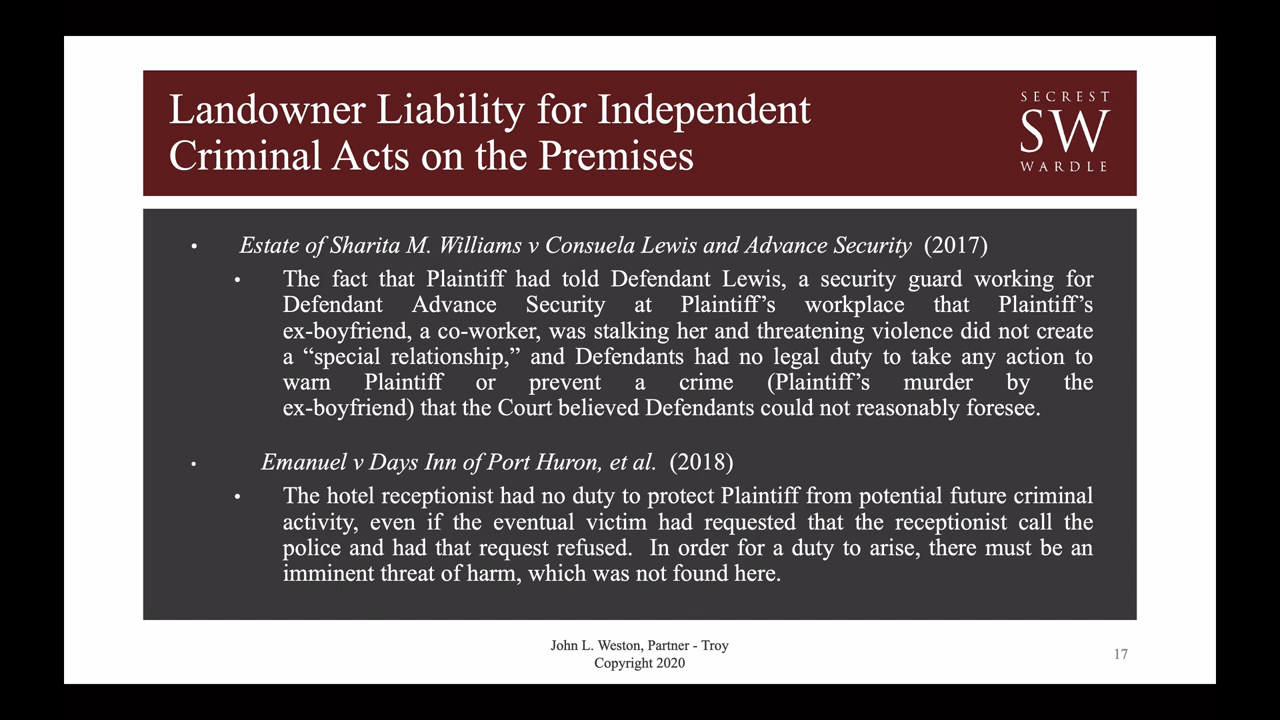 Landowner Liability for Independent
Criminal Acts on the Premises
SECREST
SW
WARDLE
• Estate of Sharita M. Williams v Consuela Lewis and Advance Security (2017)
• The fact that Plaintiff had told Defendant Lewis, a security guard working for
Defendant Advance Security at Plaintiff’s workplace that Plaintiff’s
ex-boyfriend, a co-worker, was stalking her and threatening violence did not create
a “special relationship,” and Defendants had no legal duty to take any action to
warn Plaintiff or prevent a crime (Plaintiff’s murder by the
ex-boyfriend) that the Court believed Defendants could not reasonably foresee.
• Emanuel v Days Inn of Port Huron, et al. (2018)
• The hotel receptionist had no duty to protect Plaintiff from potential future criminal
activity, even if the eventual victim had requested that the receptionist call the
police and had that request refused. In order for a duty to arise, there must be an
imminent threat of harm, which was not found here.
John L. Weston, Partner - Troy
Copyright 2020
17